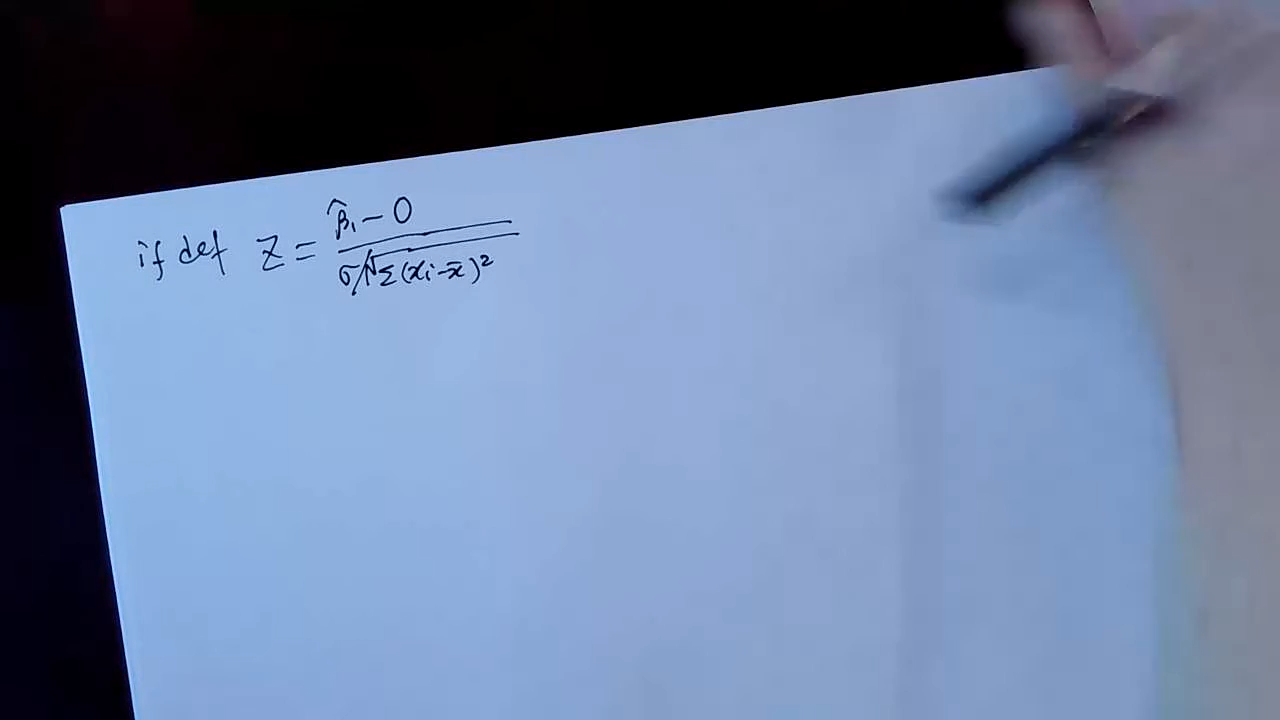 if def Z = (β̂₁ - 0) / (σ/√Σ(xᵢ - x̄)²)